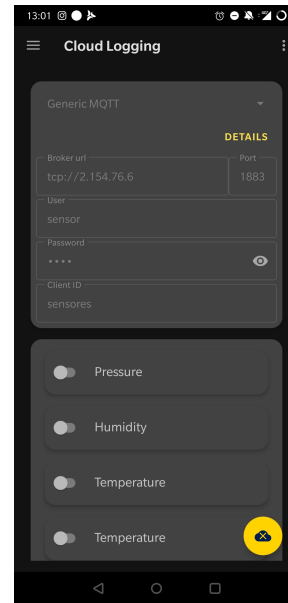 13:01
Cloud Logging
Generic MQTT
DETAILS
Broker url
Port
tcp://2.154.76.6
1883
User
sensor
Password
••••
Client ID
sensores
Pressure
Humidity
Temperature
Temperature